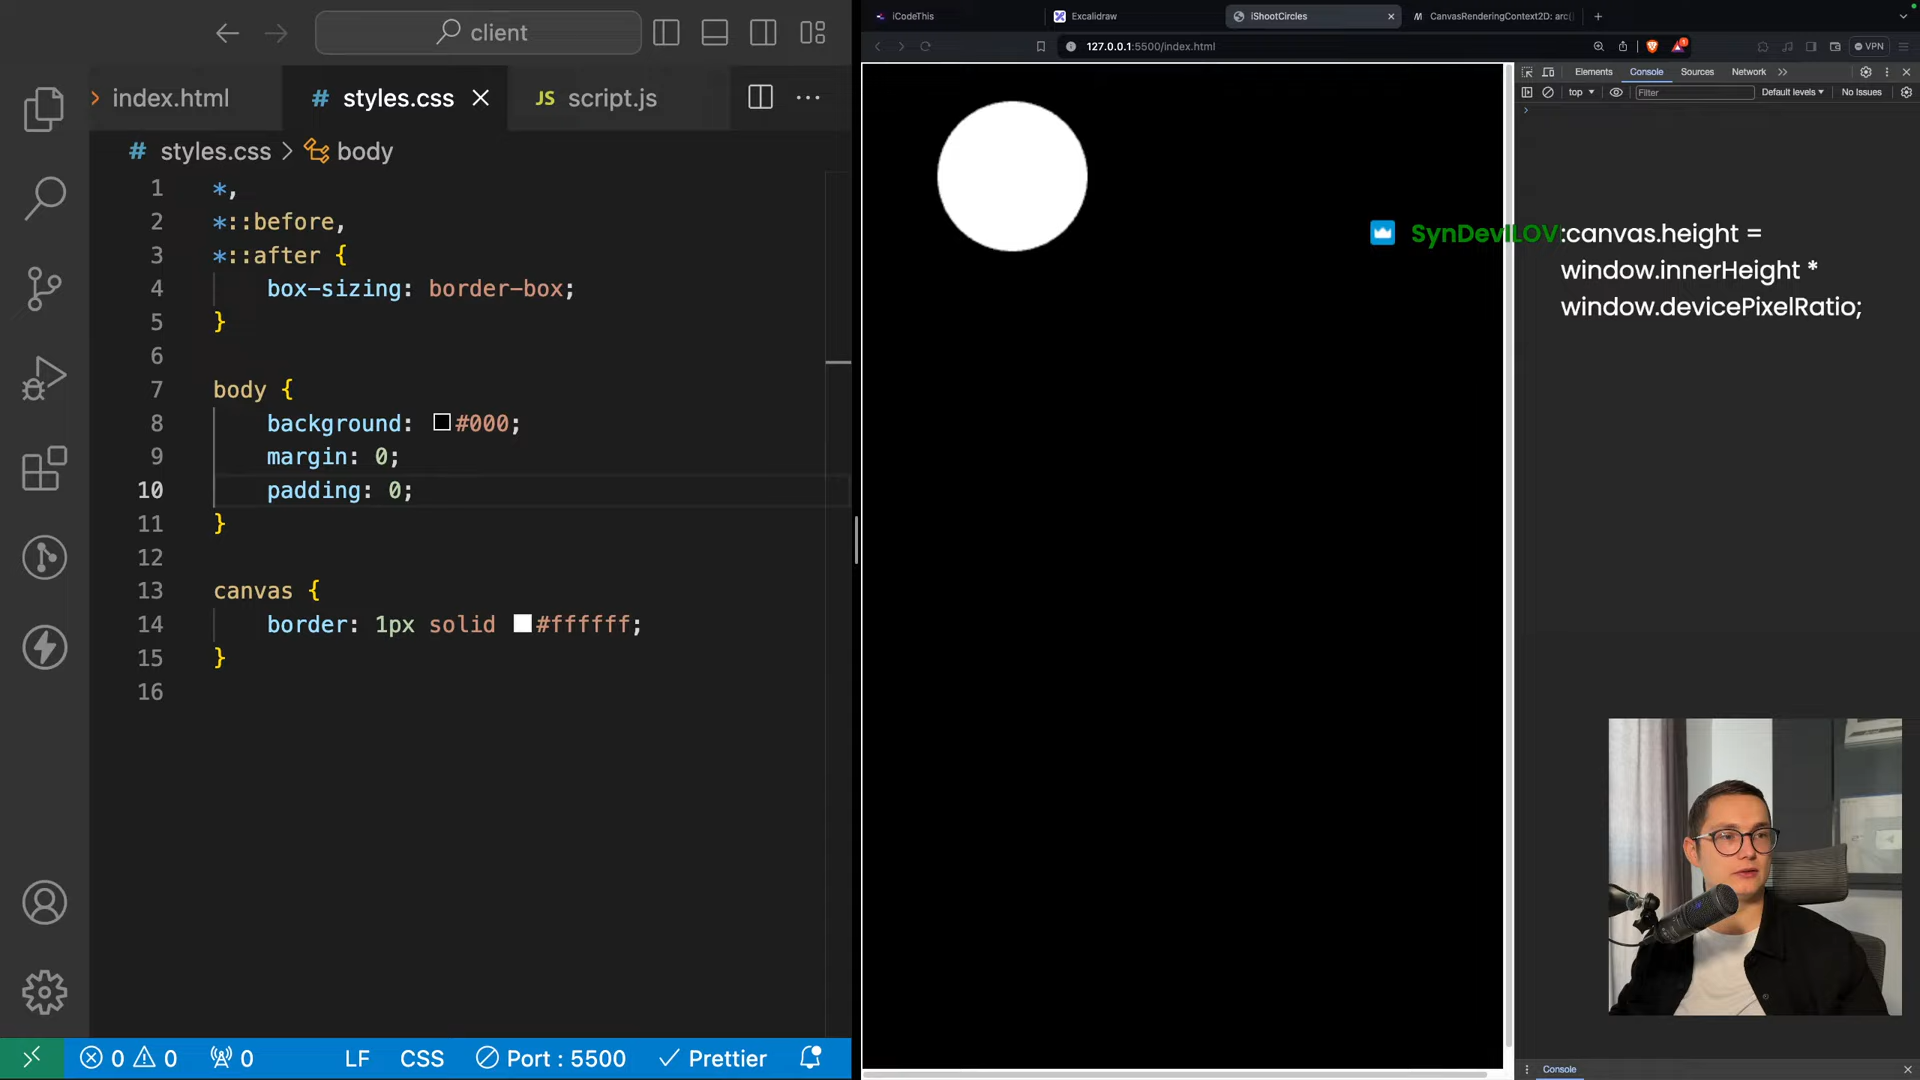 client
index.html
# styles.css
JS script.js
# styles.css > body
1 *,
2 *::before,
3 *::after {
4 box-sizing: border-box;
5 }
6
7 body {
8 background: #000;
9 margin: 0;
10 padding: 0;
11 }
12
13 canvas {
14 border: 1px solid #ffffff;
15 }
16
0 0 0 LF CSS Port : 5500 Prettier
iCodeThis
Excalidraw
iShootCircles
CanvasRenderingContext2D: arc()
127.0.0.1:5500/index.html
VPN
Elements Console Sources Network
top Filter Default levels No Issues
SynDevILOV:canvas.height =
window.innerHeight *
window.devicePixelRatio;
Console